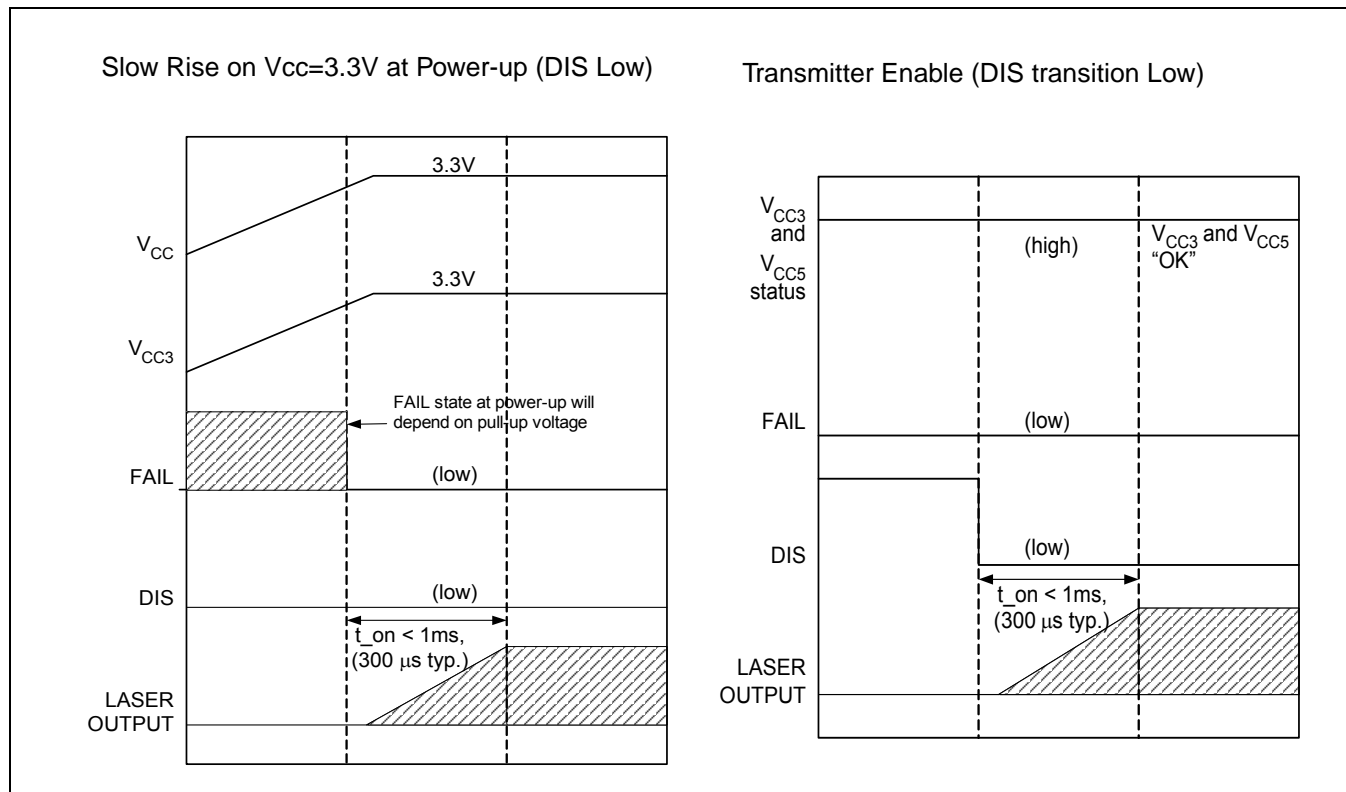 Slow Rise on Vcc=3.3V at Power-up (DIS Low)
3.3V
VCC
3.3V
VCC3
FAIL state at power-up will
depend on pull-up voltage
FAIL
(low)
DIS
(low)
t_on < 1ms,
(300 μs typ.)
LASER
OUTPUT
Transmitter Enable (DIS transition Low)
VCC3
and
VCC5
status
(high)
VCC3 and VCC5
“OK”
FAIL
(low)
DIS
(low)
t_on < 1ms,
(300 μs typ.)
LASER
OUTPUT